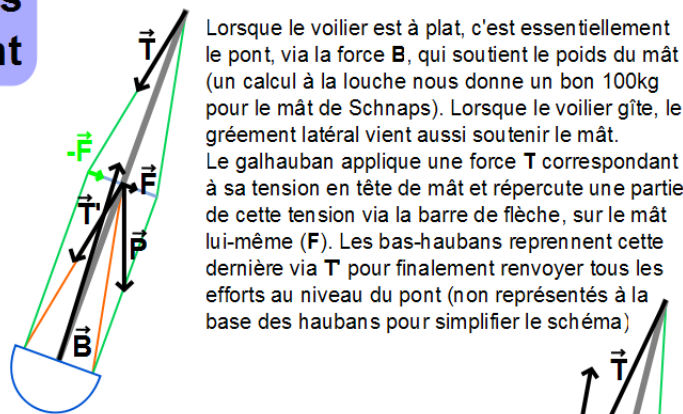 s
nt
Lorsque le voilier est à plat, c'est essentiellement
le pont, via la force B, qui soutient le poids du mât
(un calcul à la louche nous donne un bon 100kg
pour le mât de Schnaps). Lorsque le voilier gîte, le
gréement latéral vient aussi soutenir le mât.
Le galhauban applique une force T correspondant
à sa tension en tête de mât et répercute une partie
de cette tension via la barre de flèche, sur le mât
lui-même (F). Les bas-haubans reprennent cette
dernière via T' pour finalement renvoyer tous les
efforts au niveau du pont (non représentés à la
base des haubans pour simplifier le schéma)
T
-F
F
T'
P
B
T